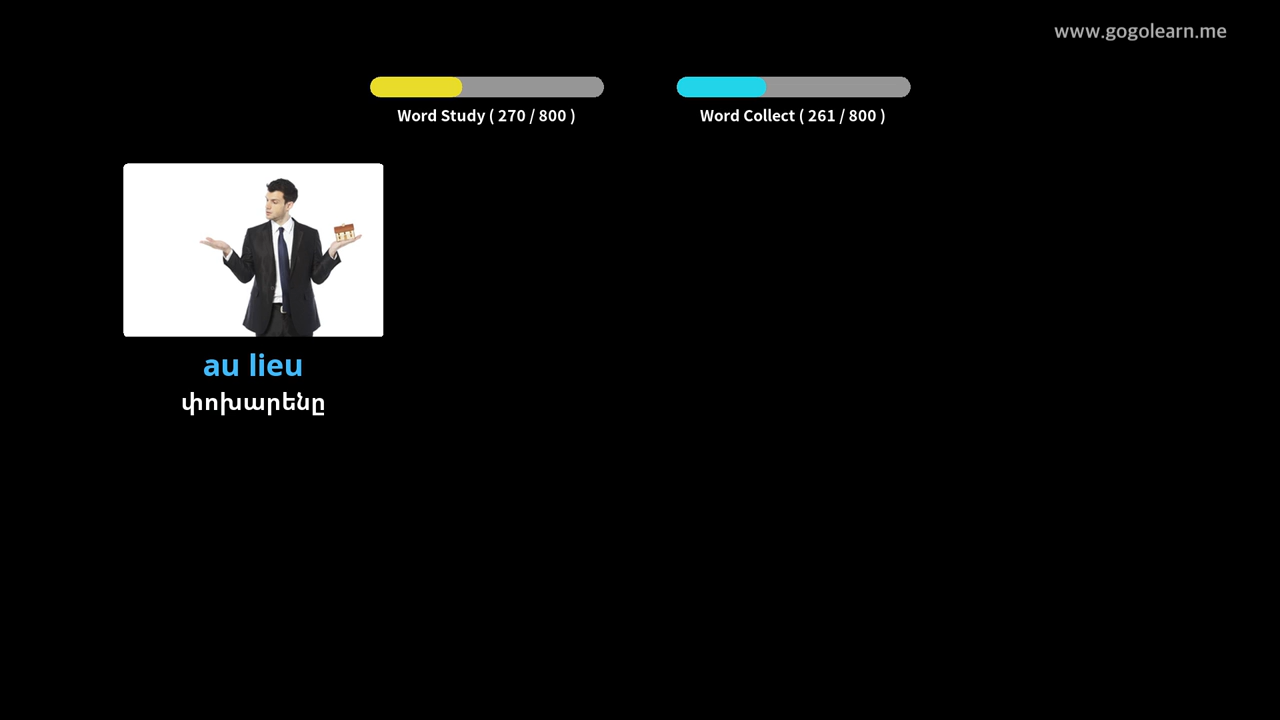 www.gogolearn.me
Word Study ( 270 / 800 )
Word Collect ( 261 / 800 )
au lieu
փոխարենը